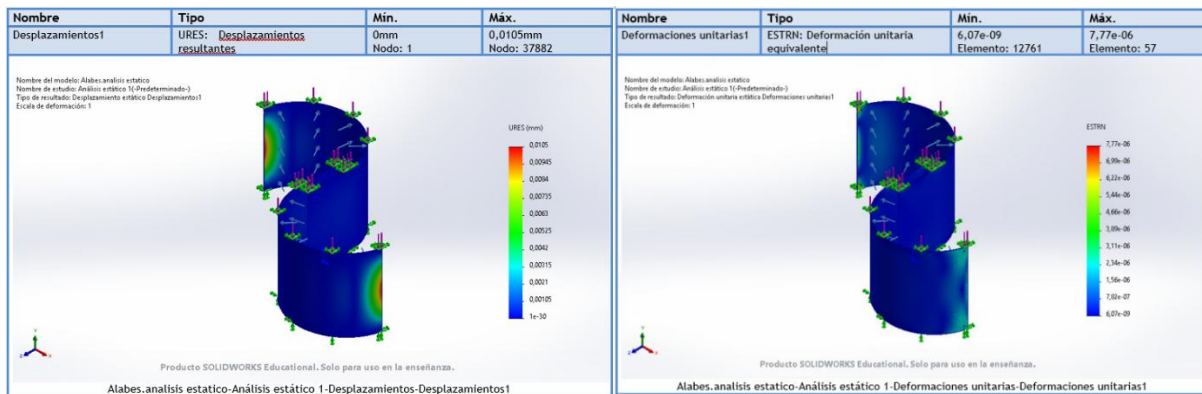 Nombre Tipo Mín. Máx.
Desplazamientos1 URES: Desplazamientos resultantes 0mm Nodo: 1 0,0105mm Nodo: 37882
Nombre del modelo: Alabes.analisis estatico
Nombre de estudio: Análisis estático 1(-Predeterminado-)
Tipo de resultado: Desplazamiento estático Desplazamientos1
Escala de deformación: 1
URES (mm)
0,0105
0,00945
0,0084
0,00735
0,0063
0,00525
0,0042
0,00315
0,0021
0,00105
1e-30
Producto SOLIDWORKS Educational. Solo para uso en la enseñanza.
Alabes.analisis estatico-Análisis estático 1-Desplazamientos-Desplazamientos1
Nombre Tipo Mín. Máx.
Deformaciones unitarias1 ESTRN: Deformación unitaria equivalente 6,07e-09 Elemento: 12761 7,77e-06 Elemento: 57
Nombre del modelo: Alabes.analisis estatico
Nombre de estudio: Análisis estático 1(-Predeterminado-)
Tipo de resultado: Deformación unitaria estática Deformaciones unitarias1
Escala de deformación: 1
ESTRN
7,77e-06
6,99e-06
6,22e-06
5,44e-06
4,66e-06
3,89e-06
3,11e-06
2,34e-06
1,56e-06
7,82e-07
6,07e-09
Producto SOLIDWORKS Educational. Solo para uso en la enseñanza.
Alabes.analisis estatico-Análisis estático 1-Deformaciones unitarias-Deformaciones unitarias1